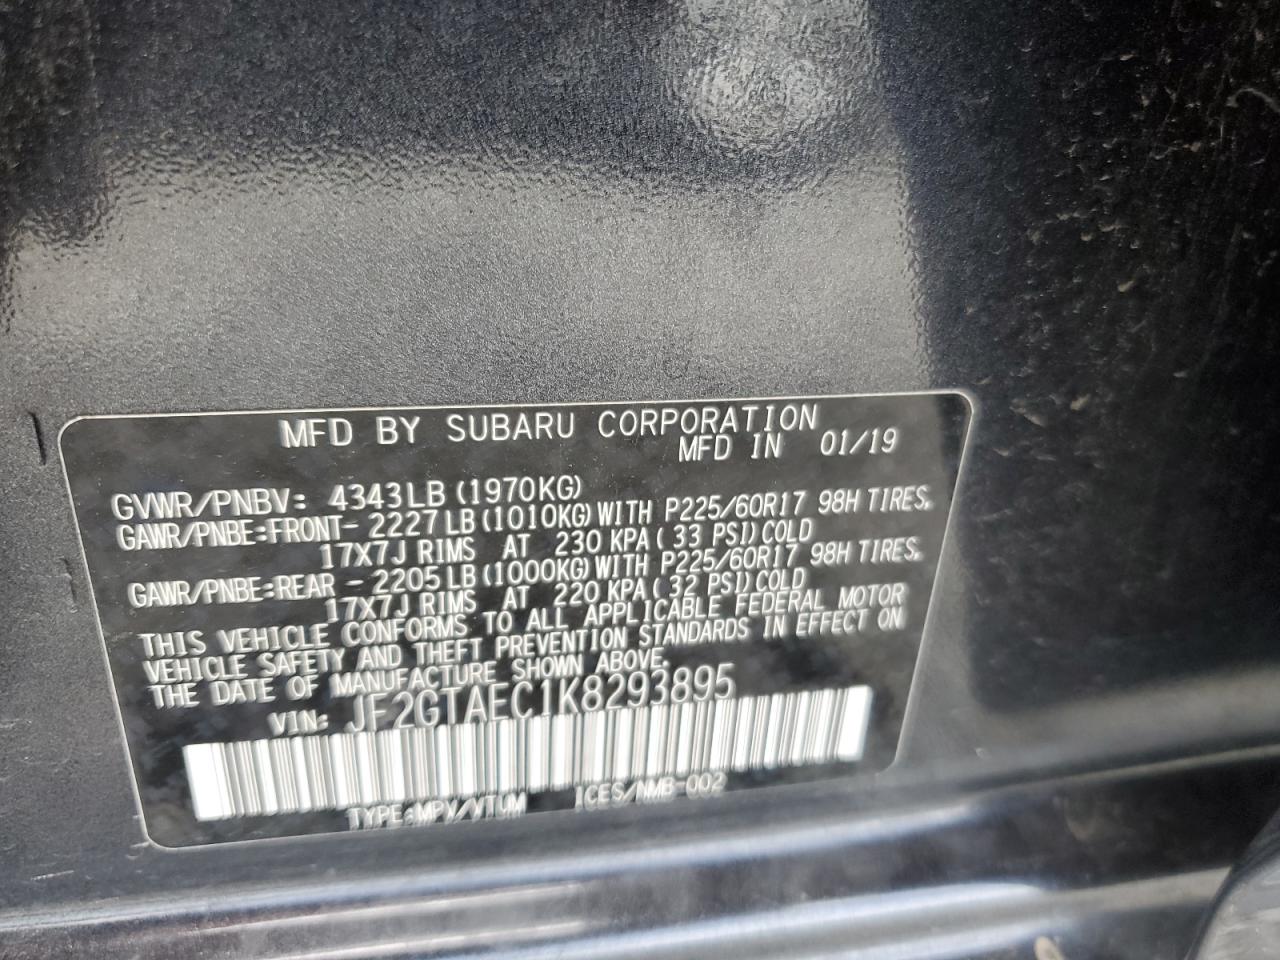 MFD BY SUBARU CORPORATION
MFD IN 01/19
GVWR/PNBV: 4343LB (1970KG)
GAWR/PNBE:FRONT- 2227LB (1010KG) WITH P225/60R17 98H TIRES,
17X7J RIMS AT 230 KPA ( 33 PSI) COLD
GAWR/PNBE:REAR - 2205LB (1000KG) WITH P225/60R17 98H TIRES,
17X7J RIMS AT 220 KPA ( 32 PSI) COLD
THIS VEHICLE CONFORMS TO ALL APPLICABLE FEDERAL MOTOR
VEHICLE SAFETY AND THEFT PREVENTION STANDARDS IN EFFECT ON
THE DATE OF MANUFACTURE SHOWN ABOVE.
VIN: JF2GTAEC1K8293895
TYPE:MPV/VTUM ICES/NMB-002